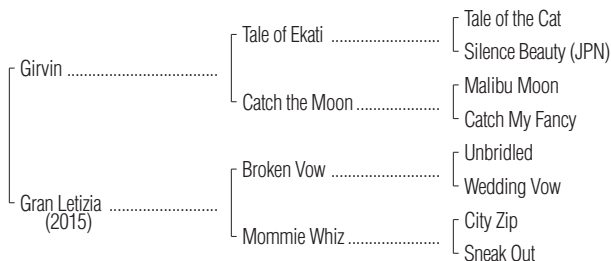 Girvin
Gran Letizia
(2015)
Tale of Ekati
Catch the Moon
Broken Vow
Mommie Whiz
Tale of the Cat
Silence Beauty (JPN)
Malibu Moon
Catch My Fancy
Unbridled
Wedding Vow
City Zip
Sneak Out